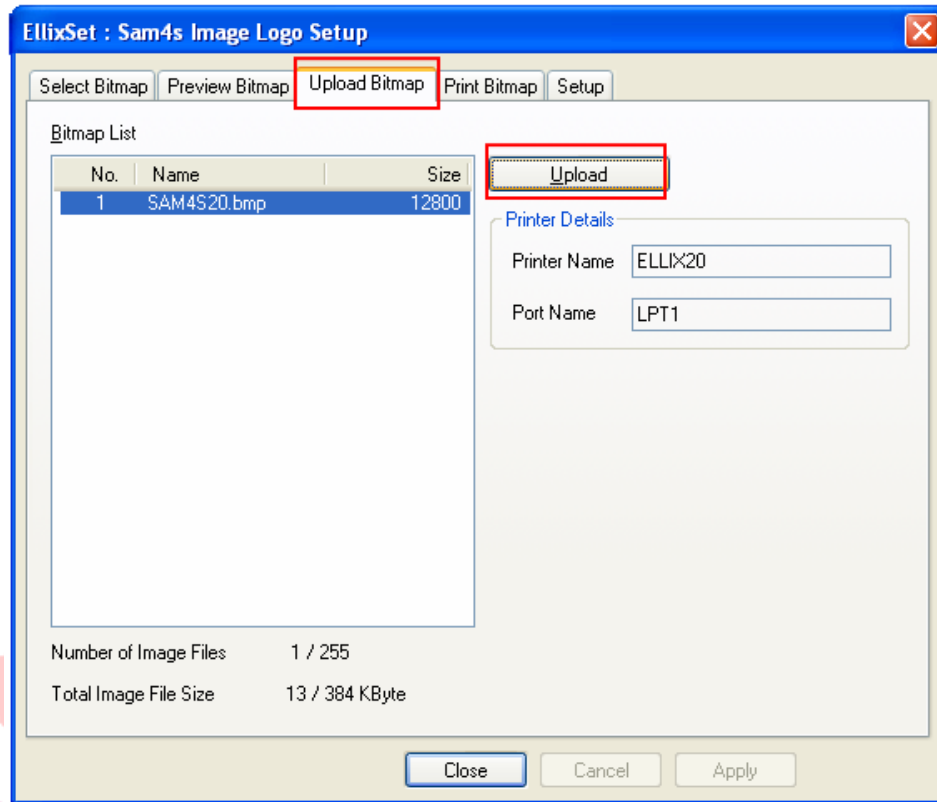 EllixSet : Sam4s Image Logo Setup
Select Bitmap Preview Bitmap Upload Bitmap Print Bitmap Setup
Bitmap List
No. Name Size
1 SAM4S20.bmp 12800
Upload
Printer Details
Printer Name ELLIX20
Port Name LPT1
Number of Image Files 1 / 255
Total Image File Size 13 / 384 KByte
Close Cancel Apply